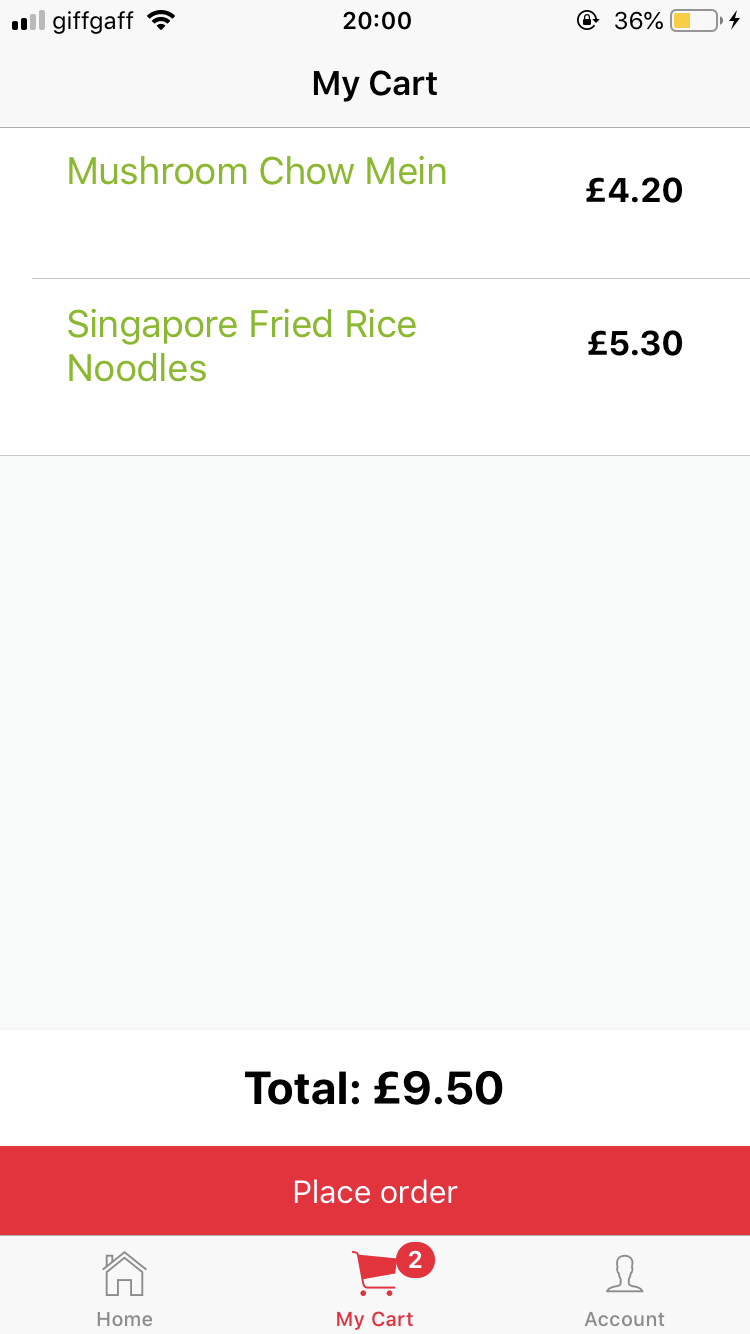 giffgaff 20:00 36%
My Cart
Mushroom Chow Mein £4.20
Singapore Fried Rice £5.30
Noodles
Total: £9.50
Place order
2
Home My Cart Account